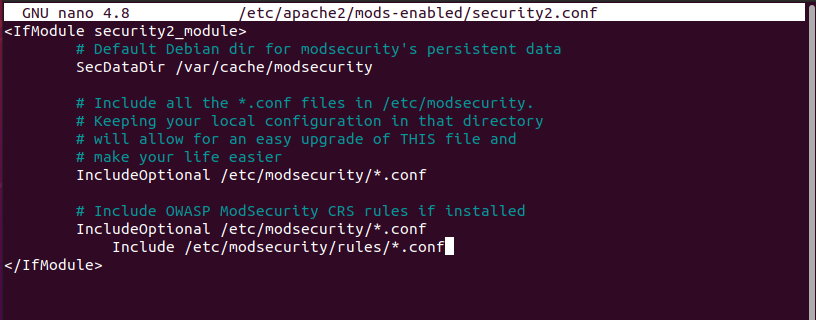 GNU nano 4.8 /etc/apache2/mods-enabled/security2.conf
<IfModule security2_module>
# Default Debian dir for modsecurity's persistent data
SecDataDir /var/cache/modsecurity
# Include all the *.conf files in /etc/modsecurity.
# Keeping your local configuration in that directory
# will allow for an easy upgrade of THIS file and
# make your life easier
IncludeOptional /etc/modsecurity/*.conf
# Include OWASP ModSecurity CRS rules if installed
IncludeOptional /etc/modsecurity/*.conf
Include /etc/modsecurity/rules/*.conf
</IfModule>